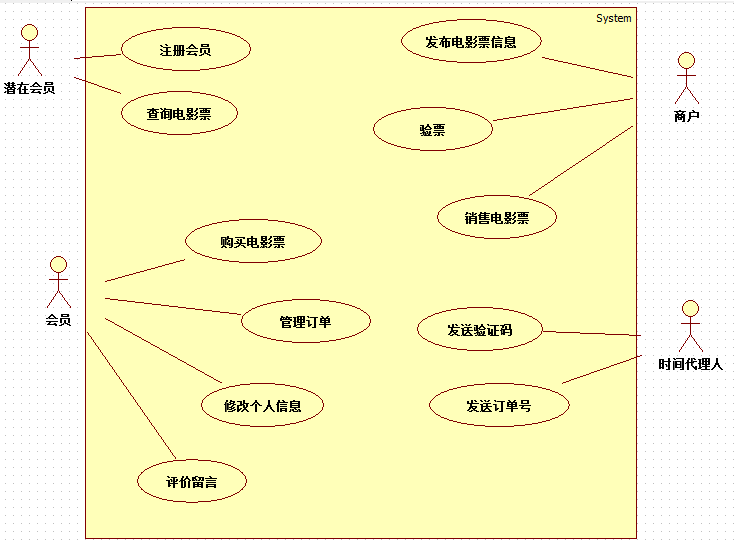 System
注册会员
发布电影票信息
潜在会员
查询电影票
商户
验票
销售电影票
购买电影票
会员
管理订单
发送验证码
时间代理人
修改个人信息
发送订单号
评价留言